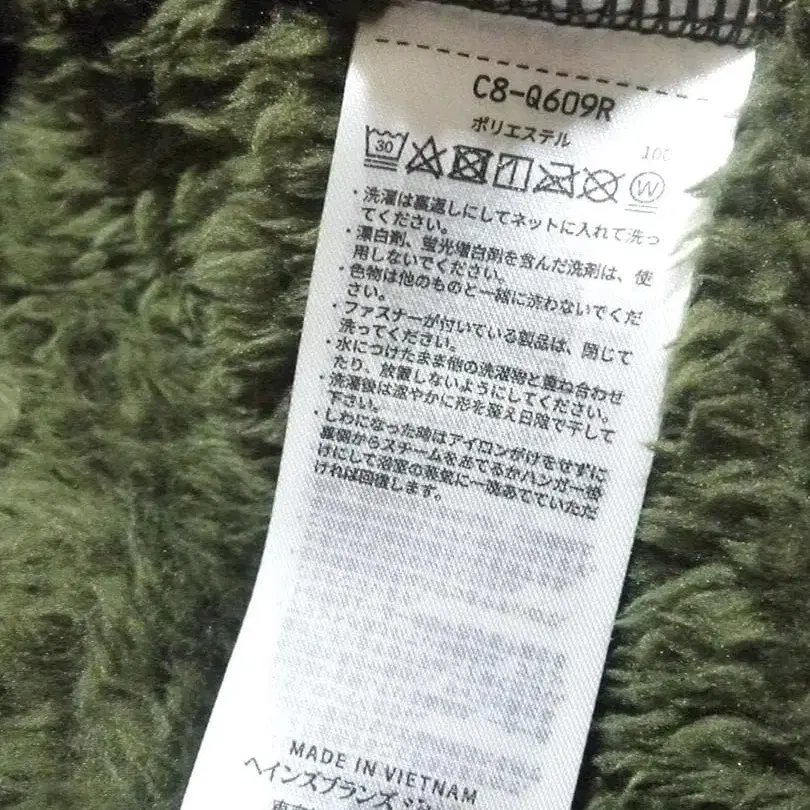 C8-Q609R
ポリエステル 100
30
W
・洗濯は裏返しにしてネットに入れて洗っ
てください。
・漂白剤、蛍光増白剤を含んだ洗剤は、使
用しないでください。
・色物は他のものと一緒に洗わないでくだ
さい。
・ファスナーが付いている製品は、閉じて
洗ってください。
・水につけたまま他の洗濯物と重ね合わせ
たり、放置しないようにしてください。
・洗濯後は速やかに形を整え日陰で干して
下さい。
・しわになった時はアイロンがけをせずに
裏側からスチームをあてるかハンガー掛
けにして浴室の蒸気に一晩あてていただ
ければ回復します。
MADE IN VIETNAM
ヘインズブランズ
東京